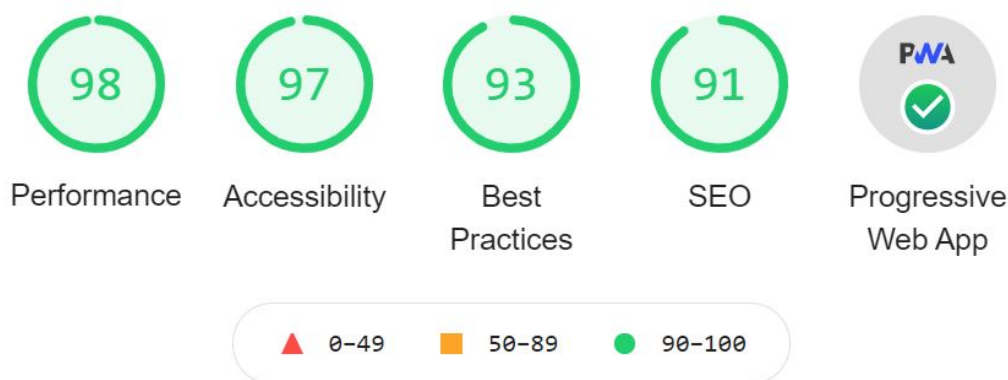 98
97
93
91
PWA
Performance
Accessibility
Best
Practices
SEO
Progressive
Web App
0–49
50–89
90–100